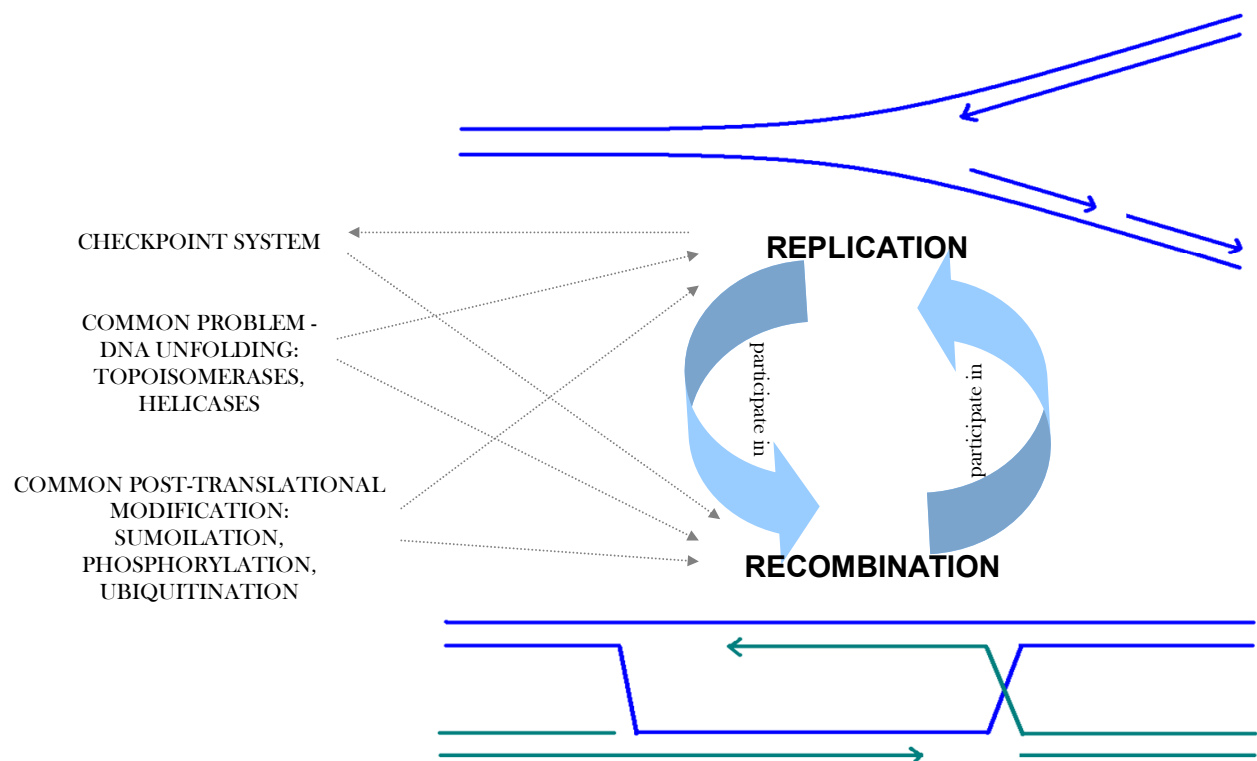 CHECKPOINT SYSTEM
REPLICATION
COMMON PROBLEM -
DNA UNFOLDING:
TOPOISOMERASES,
HELICASES
participate in
participate in
COMMON POST-TRANSLATIONAL
MODIFICATION:
SUMOILATION,
PHOSPHORYLATION,
UBIQUITINATION
RECOMBINATION